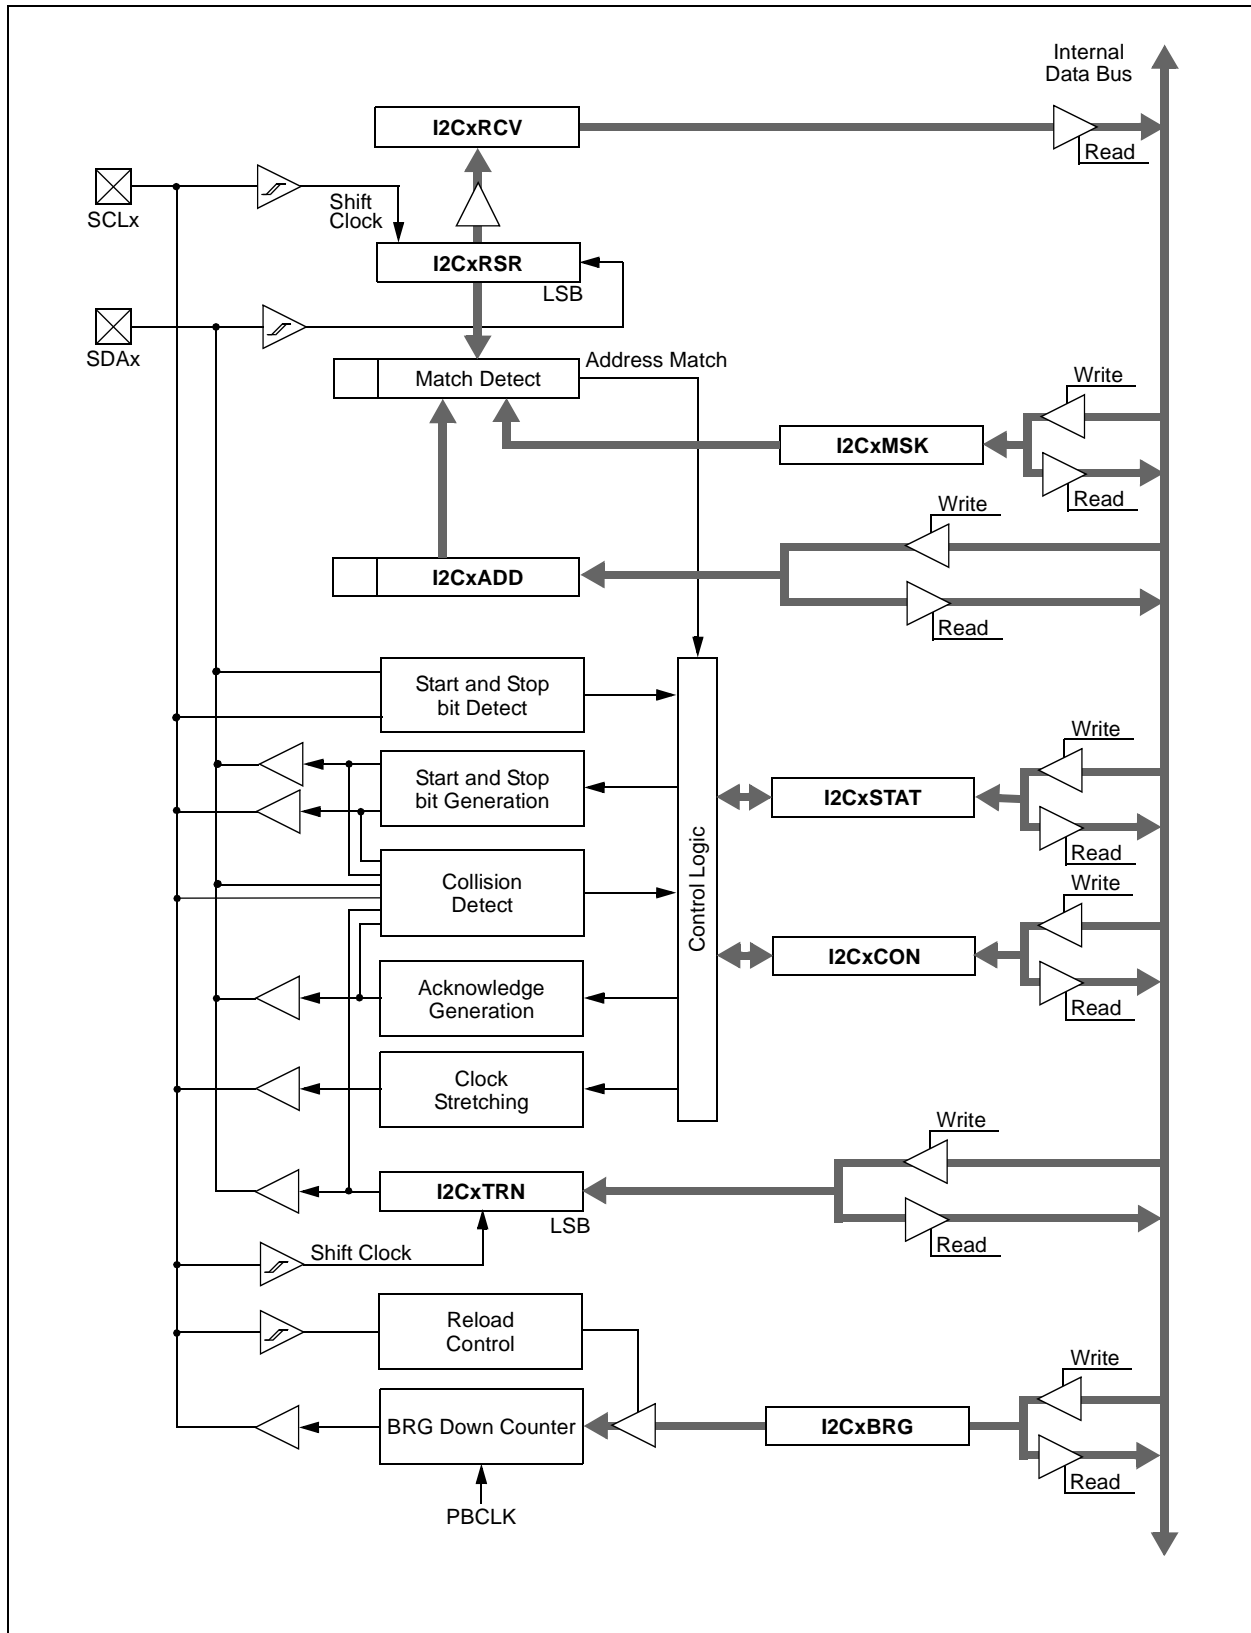 Internal
Data Bus
I2CxRCV
Read
SCLx
Shift
Clock
I2CxRSR
LSB
SDAx
Address Match
Match Detect
Write
I2CxMSK
Read
Write
I2CxADD
Read
Start and Stop
bit Detect
Write
Start and Stop
bit Generation
I2CxSTAT
Read
Control Logic
Collision
Detect
Write
I2CxCON
Read
Acknowledge
Generation
Clock
Stretching
Write
I2CxTRN
LSB
Read
Shift Clock
Reload
Control
Write
BRG Down Counter
I2CxBRG
Read
PBCLK